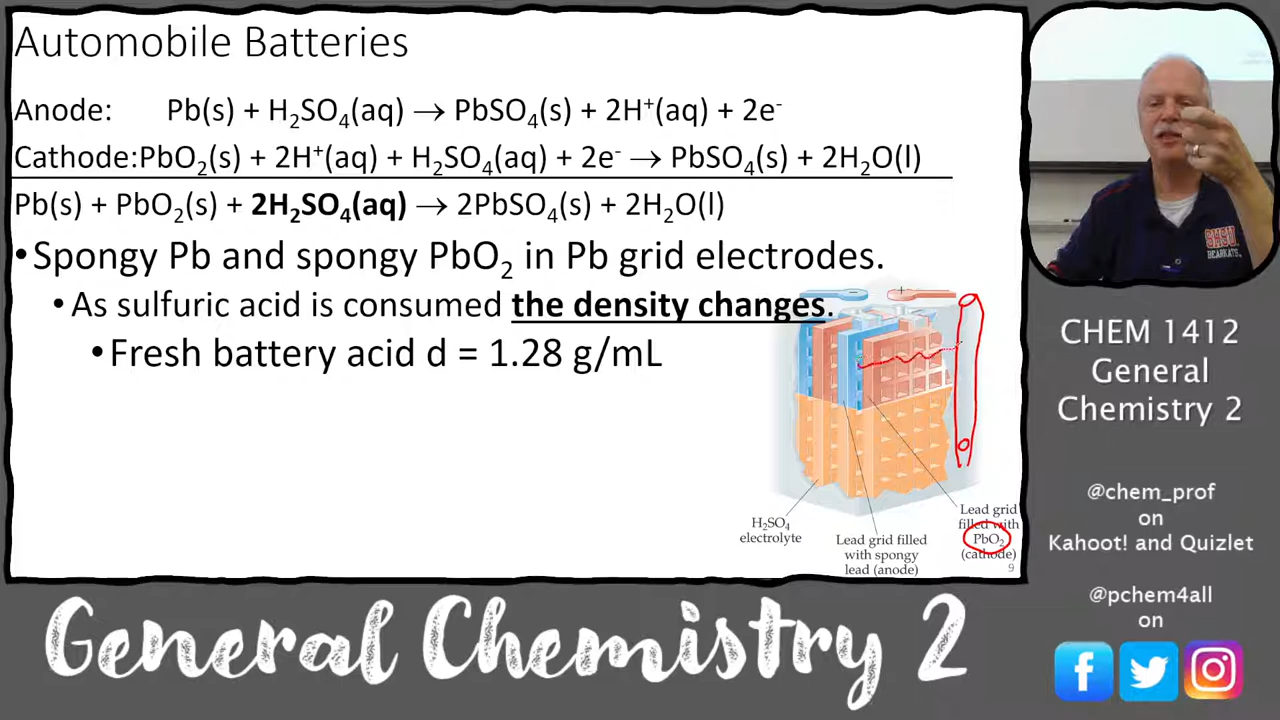 Automobile Batteries
Anode: Pb(s) + H₂SO₄(aq) → PbSO₄(s) + 2H⁺(aq) + 2e⁻
Cathode:PbO₂(s) + 2H⁺(aq) + H₂SO₄(aq) + 2e⁻ → PbSO₄(s) + 2H₂O(l)
Pb(s) + PbO₂(s) + 2H₂SO₄(aq) → 2PbSO₄(s) + 2H₂O(l)
•Spongy Pb and spongy PbO₂ in Pb grid electrodes.
•As sulfuric acid is consumed the density changes.
•Fresh battery acid d = 1.28 g/mL
H₂SO₄
electrolyte
Lead grid filled
with spongy
lead (anode)
Lead grid
filled with
PbO₂
(cathode)
9
SHSU
BEARKATS
CHEM 1412
General
Chemistry 2
@chem_prof
on
Kahoot! and Quizlet
@pchem4all
on
General Chemistry 2